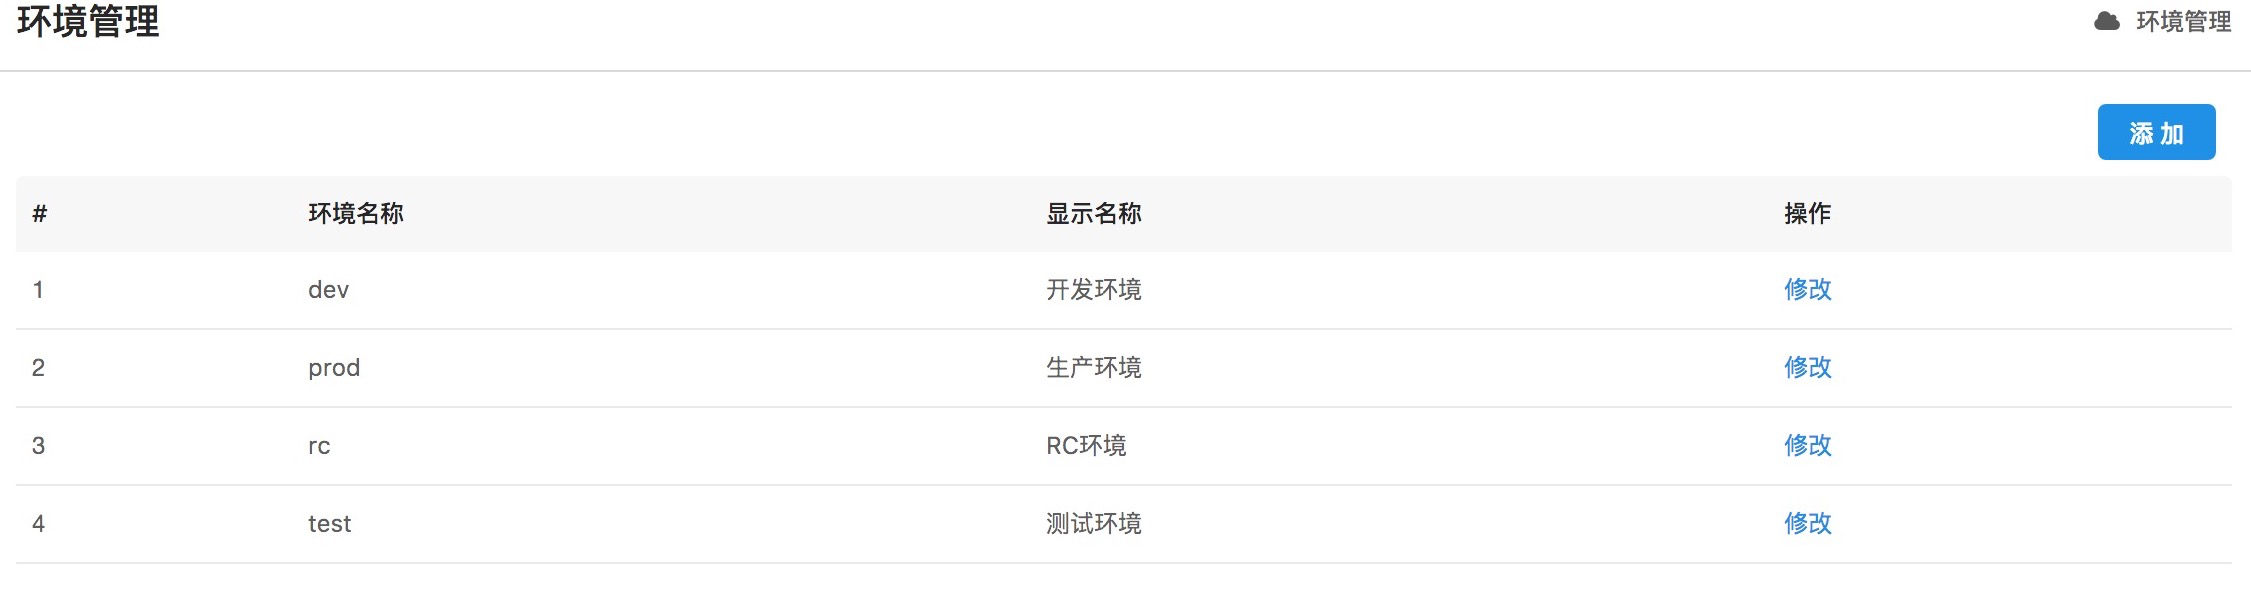 环境管理
环境管理
添 加
# 环境名称 显示名称 操作
1 dev 开发环境 修改
2 prod 生产环境 修改
3 rc RC环境 修改
4 test 测试环境 修改